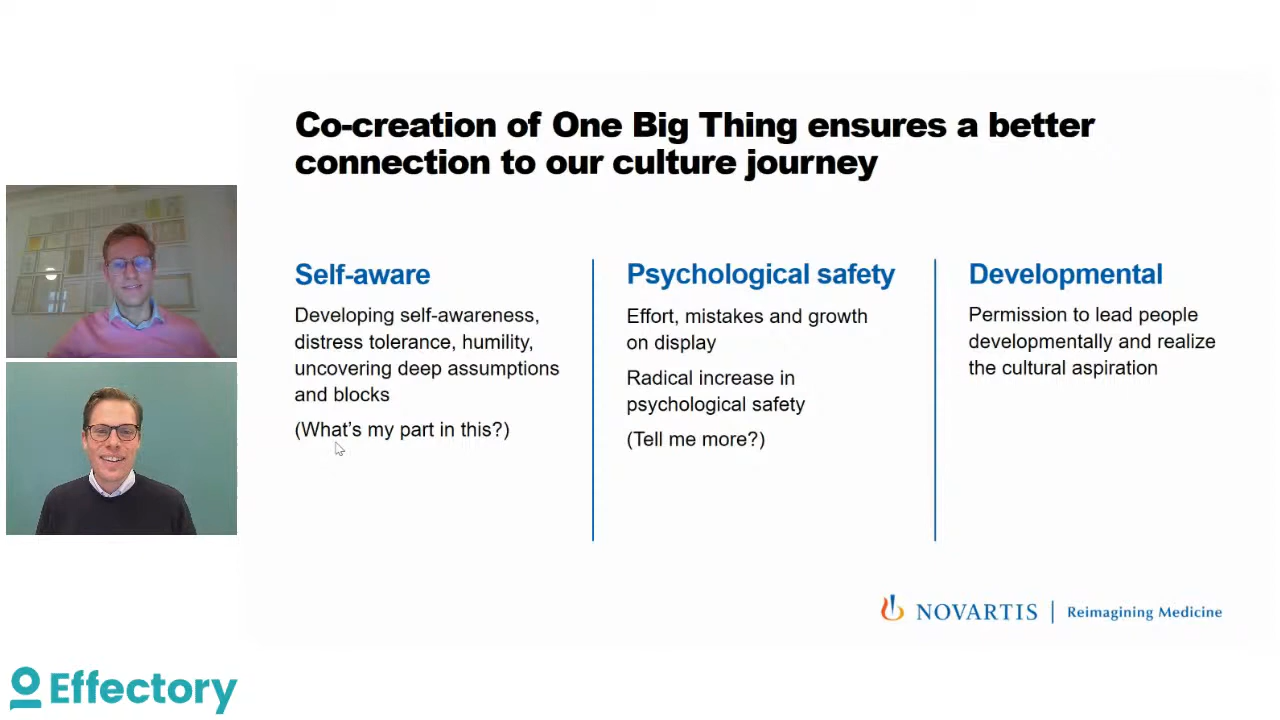 Co-creation of One Big Thing ensures a better
connection to our culture journey
Self-aware
Developing self-awareness,
distress tolerance, humility,
uncovering deep assumptions
and blocks
(What's my part in this?)
Psychological safety
Effort, mistakes and growth
on display
Radical increase in
psychological safety
(Tell me more?)
Developmental
Permission to lead people
developmentally and realize
the cultural aspiration
NOVARTIS | Reimagining Medicine
Effectory